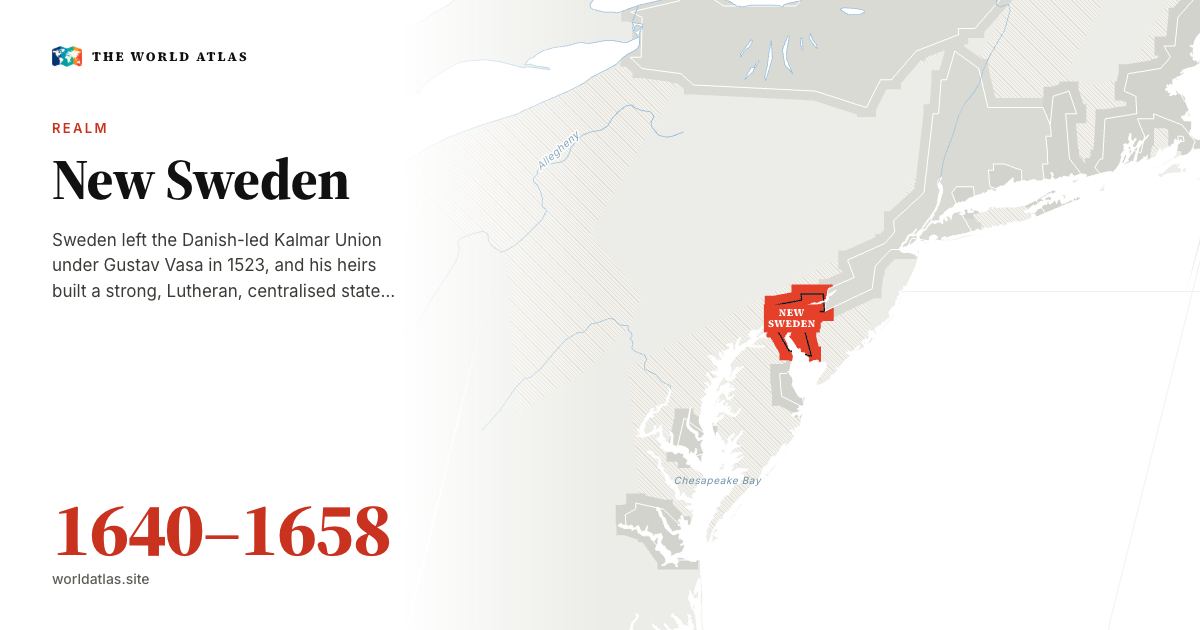 THE WORLD ATLAS
REALM
New Sweden
Sweden left the Danish-led Kalmar Union
under Gustav Vasa in 1523, and his heirs
built a strong, Lutheran, centralised state...
1640–1658
worldatlas.site
Allegheny
NEW
SWEDEN
Chesapeake Bay